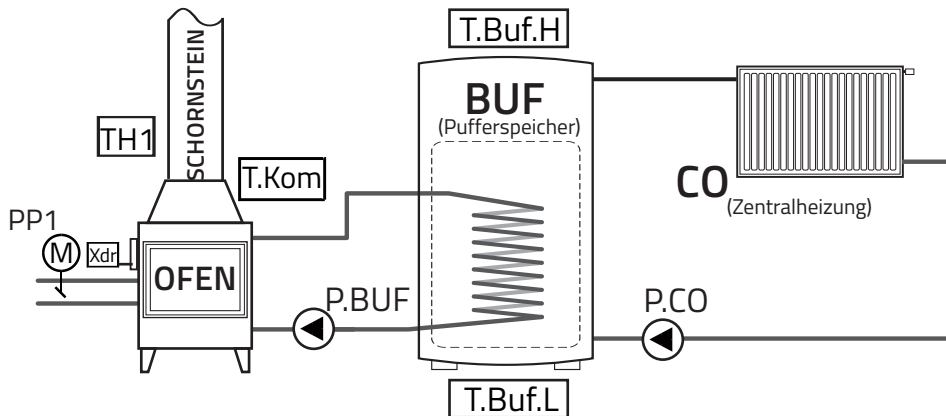 T.Buf.H
SCHORNSTEIN
BUF
(Pufferspeicher)
TH1
T.Kom
CO
(Zentralheizung)
PP1
M
Xdr
OFEN
P.BUF
P.CO
T.Buf.L